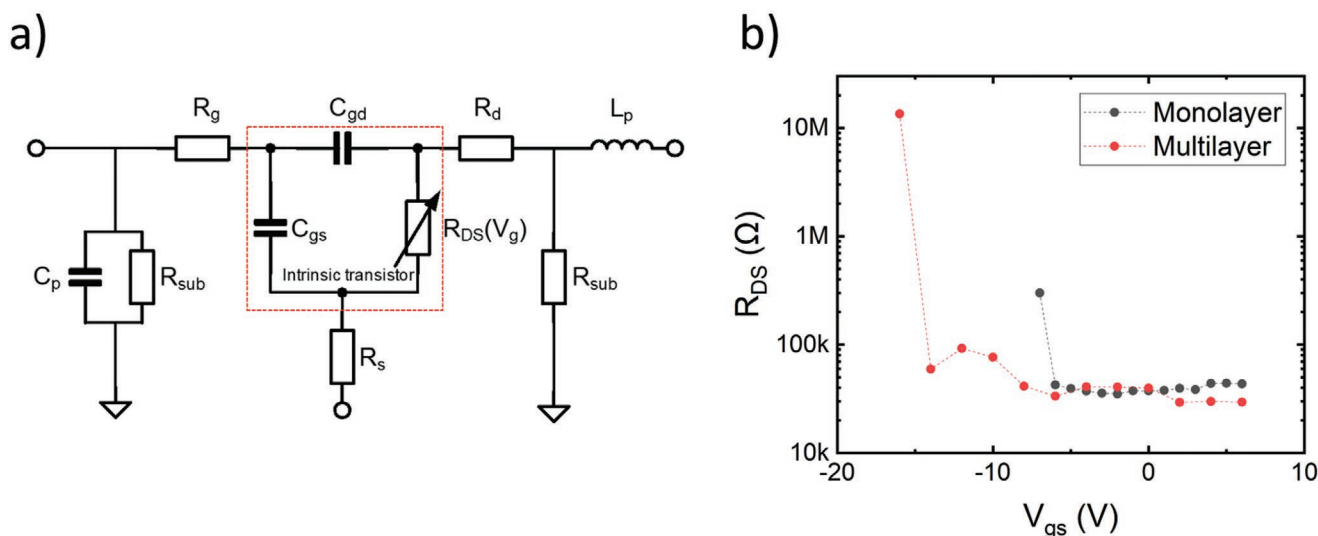 a)
b)
R_g
C_gd
R_d
L_p
C_gs
R_DS(V_g)
Intrinsic transistor
C_p
R_sub
R_sub
R_s
Monolayer
Multilayer
10M
1M
100k
10k
R_DS (Ω)
-20
-10
0
10
V_gs (V)